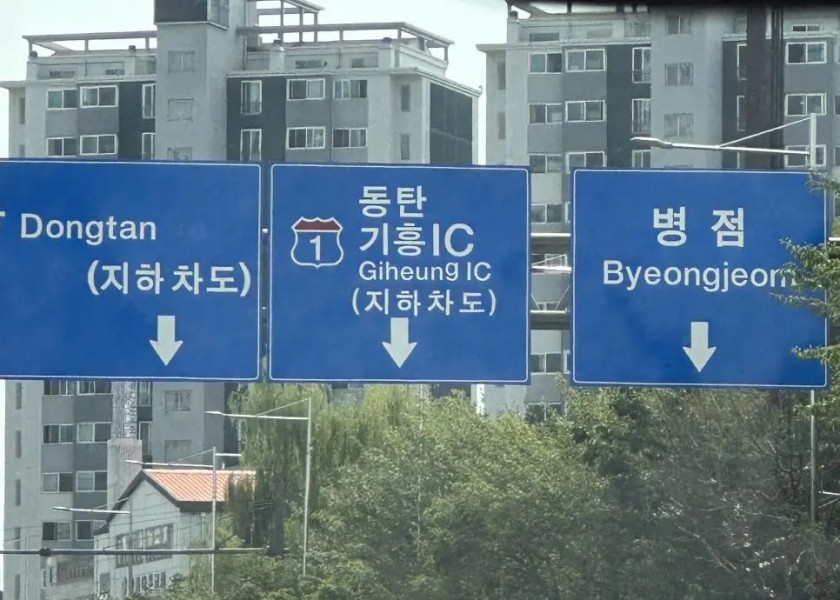 Dongtan
(지하차도)
동탄
1
기흥IC
Giheung IC
(지하차도)
병점
Byeongjeom